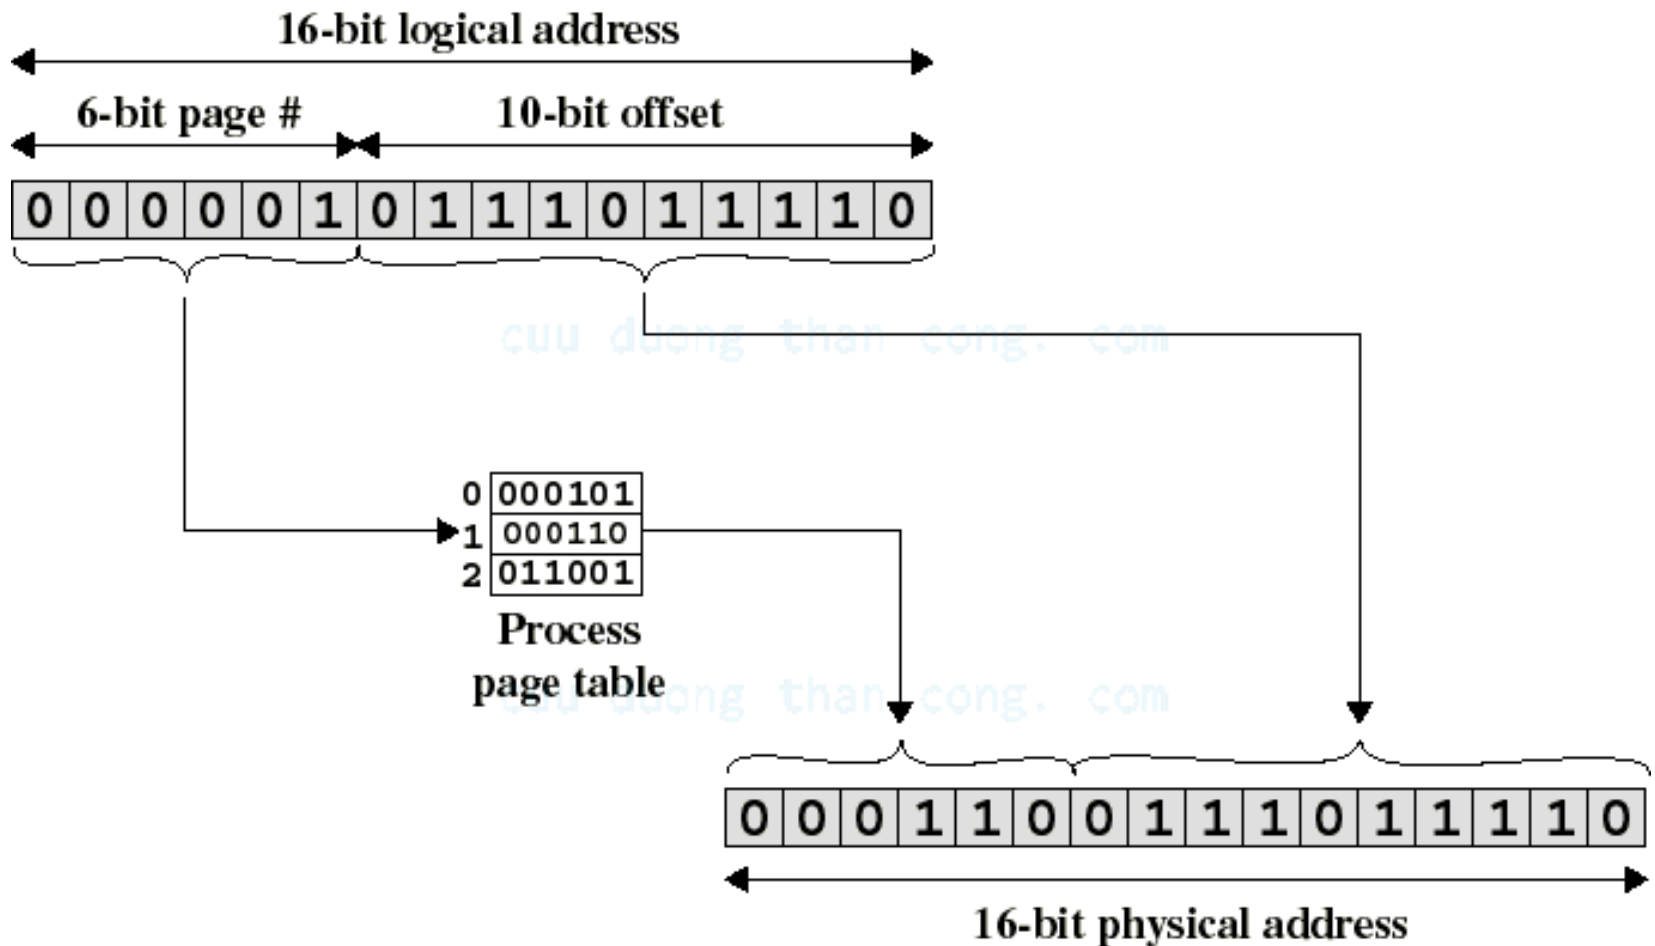 16-bit logical address
6-bit page # 10-bit offset
0 0 0 0 0 1 0 1 1 1 0 1 1 1 1 0
cuu duong than cong. com
0 000101
1 000110
2 011001
Process
page table
cuu duong than cong. com
0 0 0 1 1 0 0 1 1 1 0 1 1 1 1 0
16-bit physical address